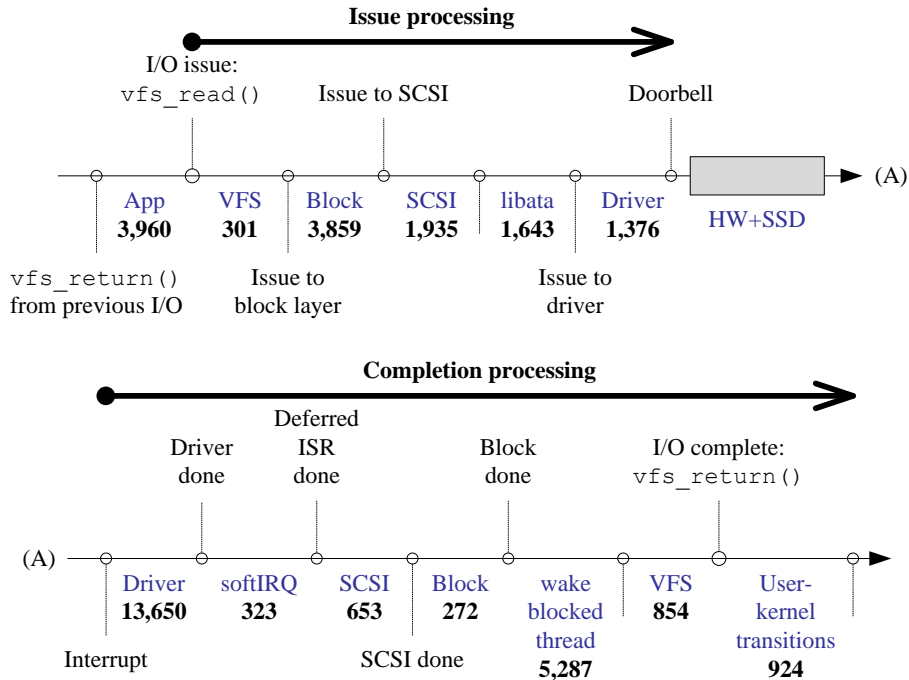 Issue processing
I/O issue:
vfs_read()
Issue to SCSI
Doorbell
(A)
App
3,960
VFS
301
Block
3,859
SCSI
1,935
libata
1,643
Driver
1,376
HW+SSD
vfs_return()
from previous I/O
Issue to
block layer
Issue to
driver
Completion processing
Driver
done
Deferred
ISR
done
Block
done
I/O complete:
vfs_return()
(A)
Driver
13,650
softIRQ
323
SCSI
653
Block
272
wake
blocked
thread
5,287
VFS
854
User-
kernel
transitions
924
Interrupt
SCSI done